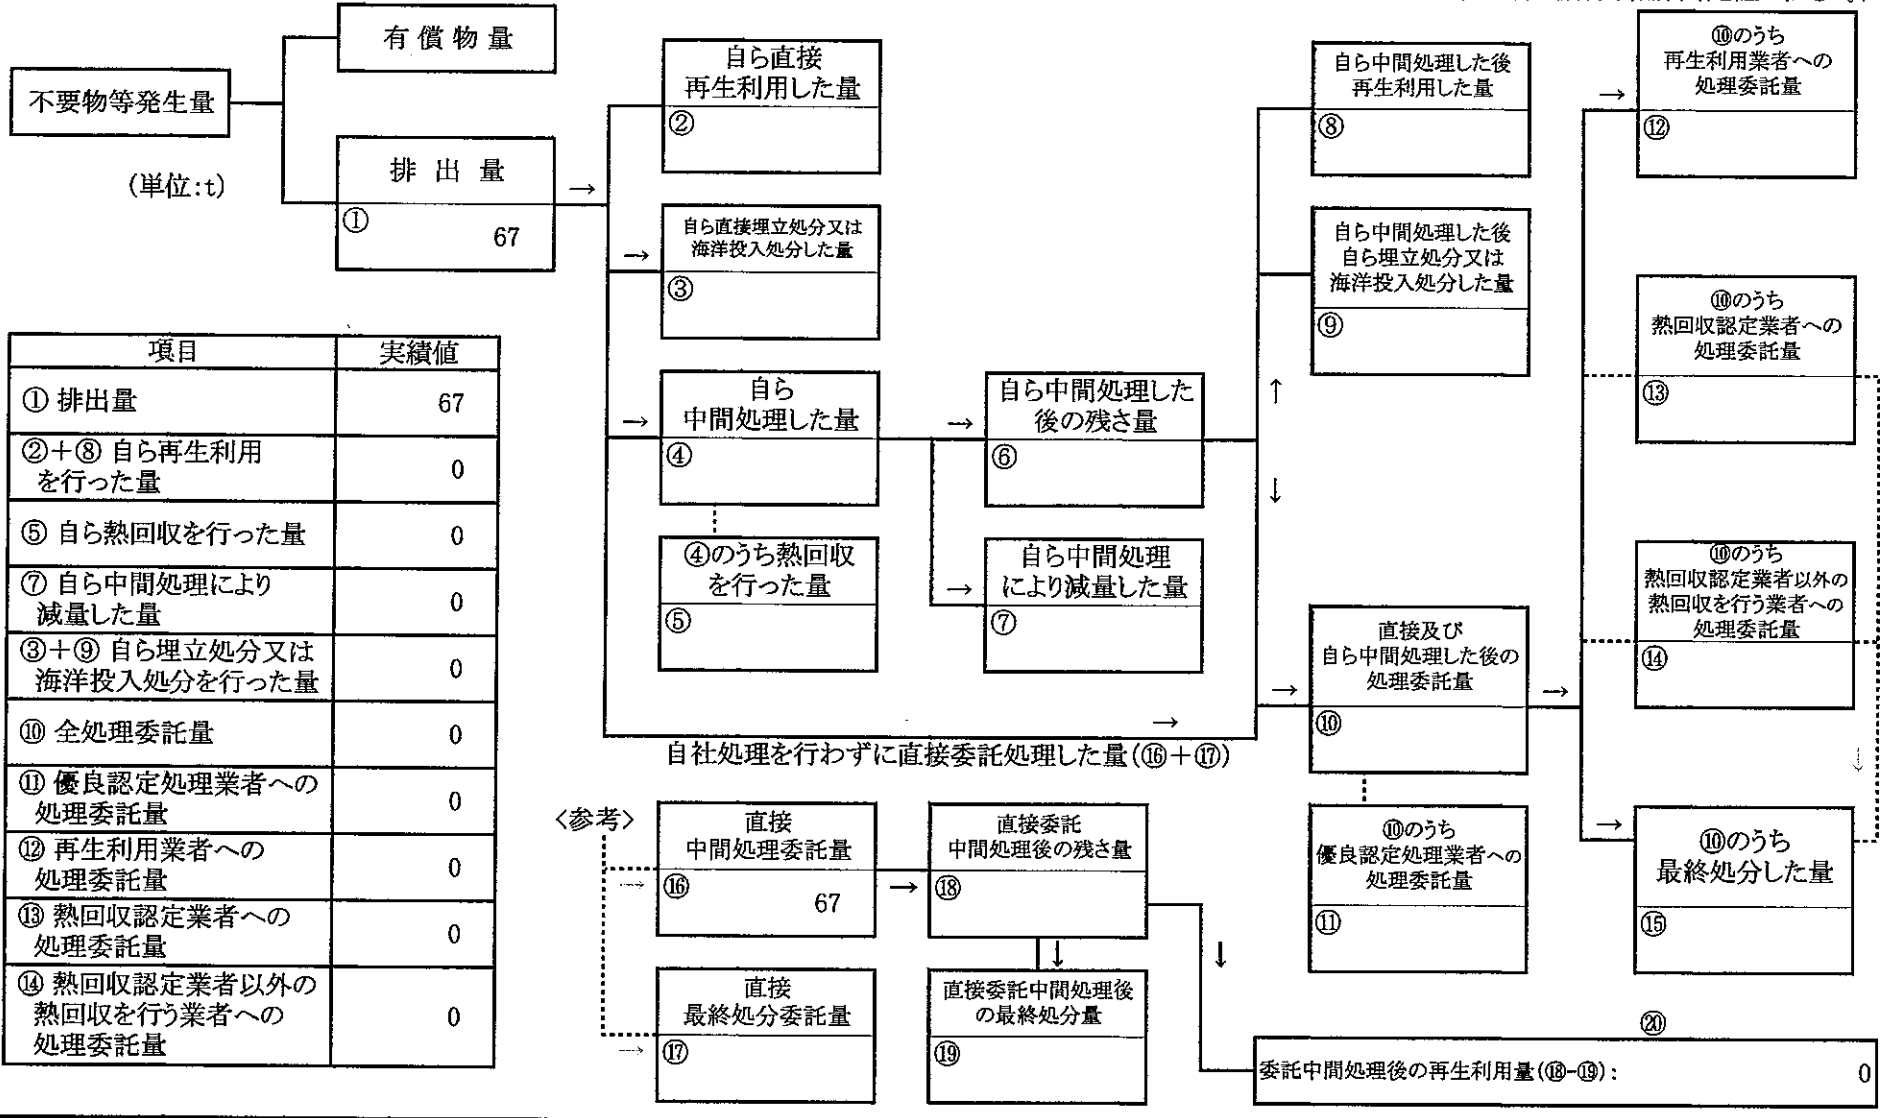 有償物量
不要物等発生量
(単位:t)
排出量
①
67
→
自ら直接
再生利用した量
②
→
自ら直接埋立処分又は
海洋投入処分した量
③
→
自ら
中間処理した量
④
④のうち熱回収
を行った量
⑤
→
自ら中間処理した
後の残さ量
⑥
→
自ら中間処理
により減量した量
⑦
↑
↓
自ら中間処理した後
再生利用した量
⑧
自ら中間処理した後
自ら埋立処分又は
海洋投入処分した量
⑨
→
自社処理を行わずに直接委託処理した量(⑯+⑰)
→
直接及び
自ら中間処理した後の
処理委託量
⑩
⑩のうち
優良認定処理業者への
処理委託量
⑪
→
→
⑩のうち
再生利用業者への
処理委託量
⑫
⑩のうち
熱回収認定業者への
処理委託量
⑬
⑩のうち
熱回収認定業者以外の
熱回収を行う業者への
処理委託量
⑭
↓
→
⑩のうち
最終処分した量
⑮
項目 実績値
① 排出量 67
②+⑧ 自ら再生利用
を行った量 0
⑤ 自ら熱回収を行った量 0
⑦ 自ら中間処理により
減量した量 0
③+⑨ 自ら埋立処分又は
海洋投入処分を行った量 0
⑩ 全処理委託量 0
⑪ 優良認定処理業者への
処理委託量 0
⑫ 再生利用業者への
処理委託量 0
⑬ 熱回収認定業者への
処理委託量 0
⑭ 熱回収認定業者以外の
熱回収を行う業者への
処理委託量 0
<参考>
→
直接
中間処理委託量
⑯
67
→
直接
最終処分委託量
⑰
→
直接委託
中間処理後の残さ量
⑱
↓
直接委託中間処理後
の最終処分量
⑲
↓
⑳
委託中間処理後の再生利用量(⑱-⑲): 0